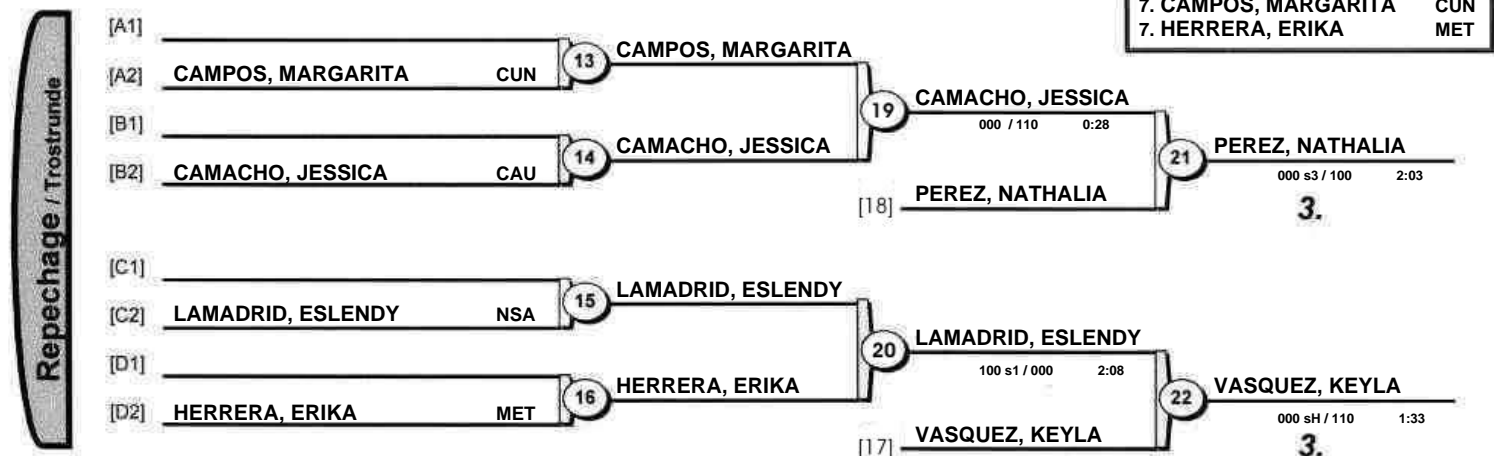 7. CAMPOS, MARGARITA CUN
7. HERRERA, ERIKA MET
Repechage / Trostrunde
[A1]
[A2] CAMPOS, MARGARITA CUN
13 CAMPOS, MARGARITA
[B1]
[B2] CAMACHO, JESSICA CAU
14 CAMACHO, JESSICA
19 CAMACHO, JESSICA
000 / 110 0:28
[18] PEREZ, NATHALIA
21 PEREZ, NATHALIA
000 s3 / 100 2:03
3.
[C1]
[C2] LAMADRID, ESLENDY NSA
15 LAMADRID, ESLENDY
[D1]
[D2] HERRERA, ERIKA MET
16 HERRERA, ERIKA
20 LAMADRID, ESLENDY
100 s1 / 000 2:08
[17] VASQUEZ, KEYLA
22 VASQUEZ, KEYLA
000 sH / 110 1:33
3.